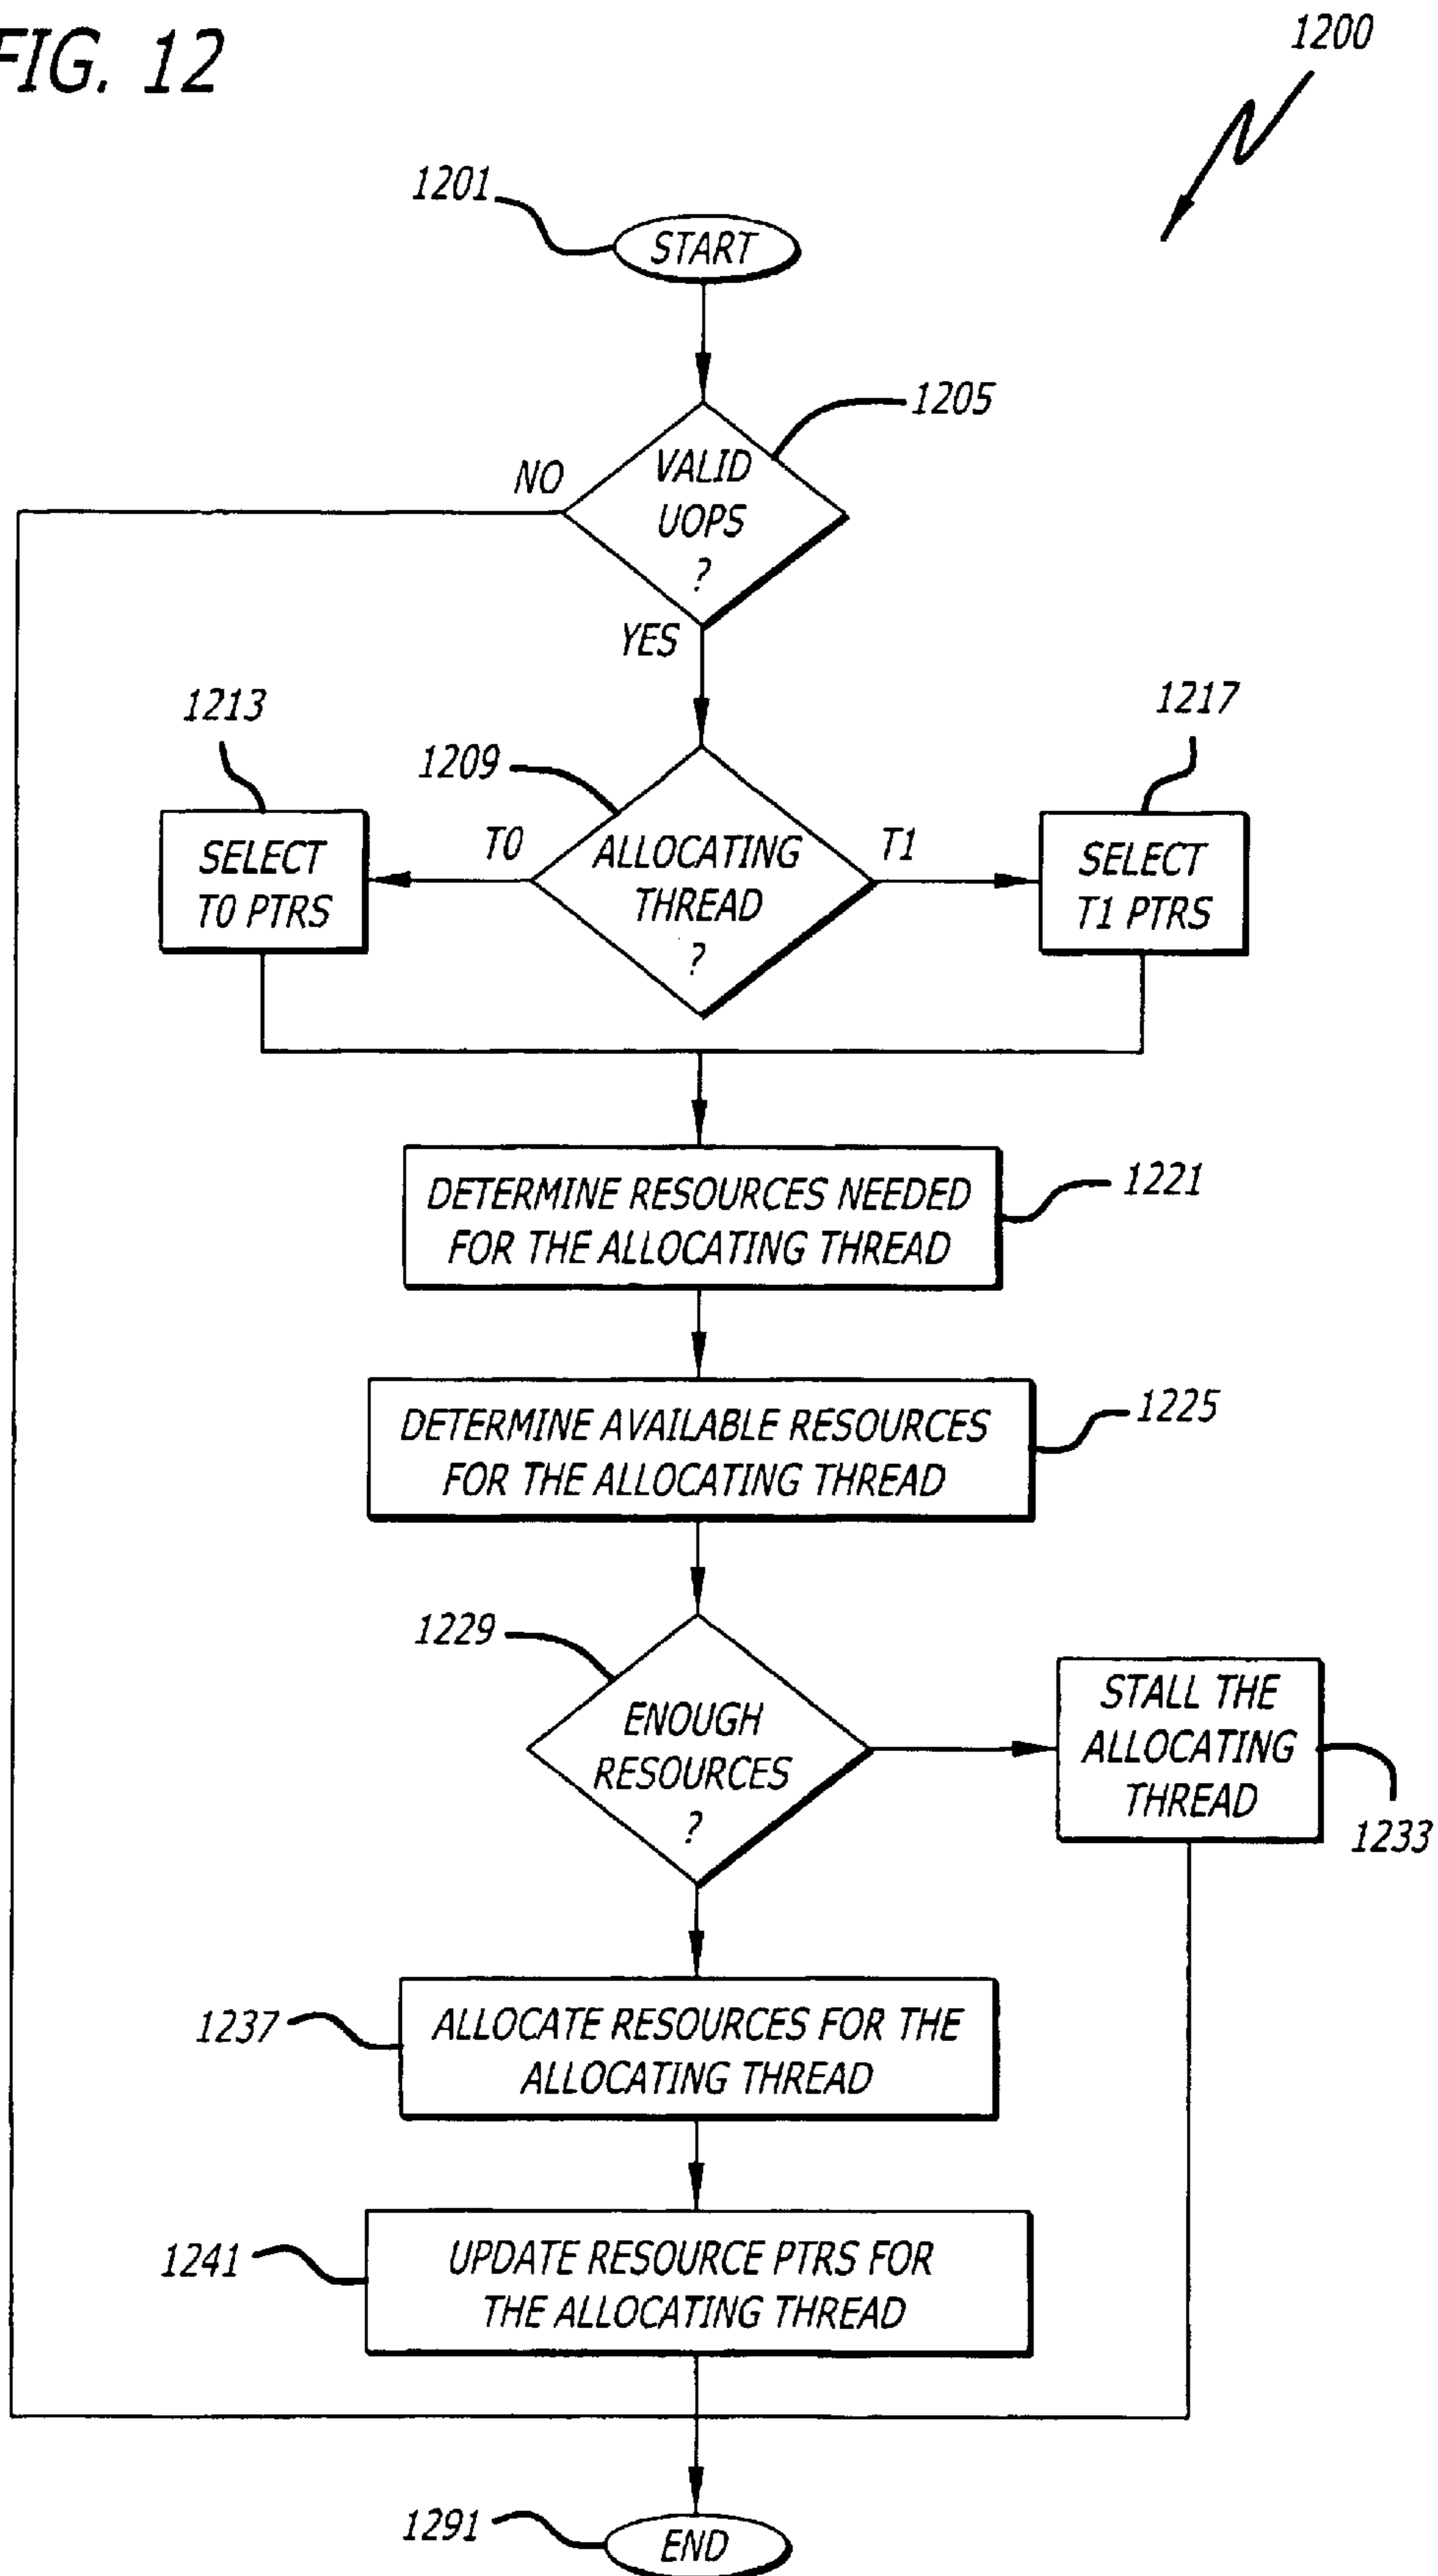 FIG. 12
1200
1201
START
1205
NO
VALID
UOPS
?
YES
1213
1217
1209
SELECT
T0 PTRS
T0
ALLOCATING
THREAD
?
T1
SELECT
T1 PTRS
DETERMINE RESOURCES NEEDED
FOR THE ALLOCATING THREAD
1221
DETERMINE AVAILABLE RESOURCES
FOR THE ALLOCATING THREAD
1225
1229
ENOUGH
RESOURCES
?
STALL THE
ALLOCATING
THREAD
1233
1237
ALLOCATE RESOURCES FOR THE
ALLOCATING THREAD
1241
UPDATE RESOURCE PTRS FOR
THE ALLOCATING THREAD
1291
END